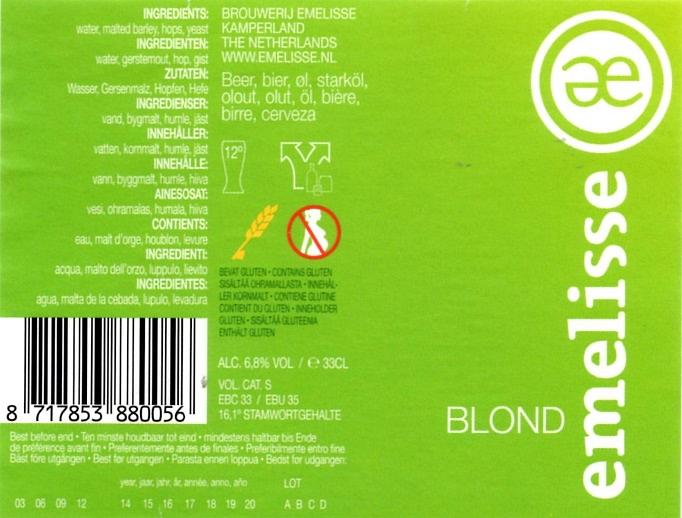 INGREDIENTS:
water, malted barley, hops, yeast
INGREDIENTEN:
water, gerstemout, hop, gist
ZUTATEN:
Wasser, Gersenmalz, Hopfen, Hefe
INGREDIENSER:
vand, bygmalt, humle, jäst
INNEHÅLLER:
vatten, kornmalt, humle, jäst
INNEHÅLLE:
vann, byggmalt, humle, hiiva
AINESOSAT:
vesi, ohramalas, humala, hiiva
CONTIENTS:
eau, malt d'orge, houblon, levure
INGREDIENTI:
acqua, malto dell'orzo, luppulo, lievito
INGREDIENTES:
agua, malta de la cebada, lupulo, levadura
8 717853 880056
BROUWERIJ EMELISSE
KAMPERLAND
THE NETHERLANDS
WWW.EMELISSE.NL
Beer, bier, øl, starköl,
olout, olut, öl, bière,
birre, cerveza
12º
BEVAT GLUTEN • CONTAINS GLUTEN
SISÄLTÄÄ OHRAMALLASTA • INNEHÅL-
LER KORNMALT • CONTIENE GLUTINE
CONTIENT DU GLUTEN • INNEHOLDER
GLUTEN • SISÄLTÄÄ GLUTEENIA
ENTHÄLT GLUTEN
ALC. 6,8% VOL / e 33CL
VOL. CAT. S
EBC 33 / EBU 35
16,1º STAMWORTGEHALTE
Best before end • Ten minste houdbaar tot eind • mindestens haltbar bis Ende
de préférence avant fin • Preferentemente antes de finales • Preferibilmente entro fine
Bäst före utgången • Best før utgangen • Parasta ennen loppua • Bedst før udgangen:
year, jaar, jahr, år, année, anno, año LOT
03 06 09 12 14 15 16 17 18 19 20 A B C D
æ
emelisse
BLOND